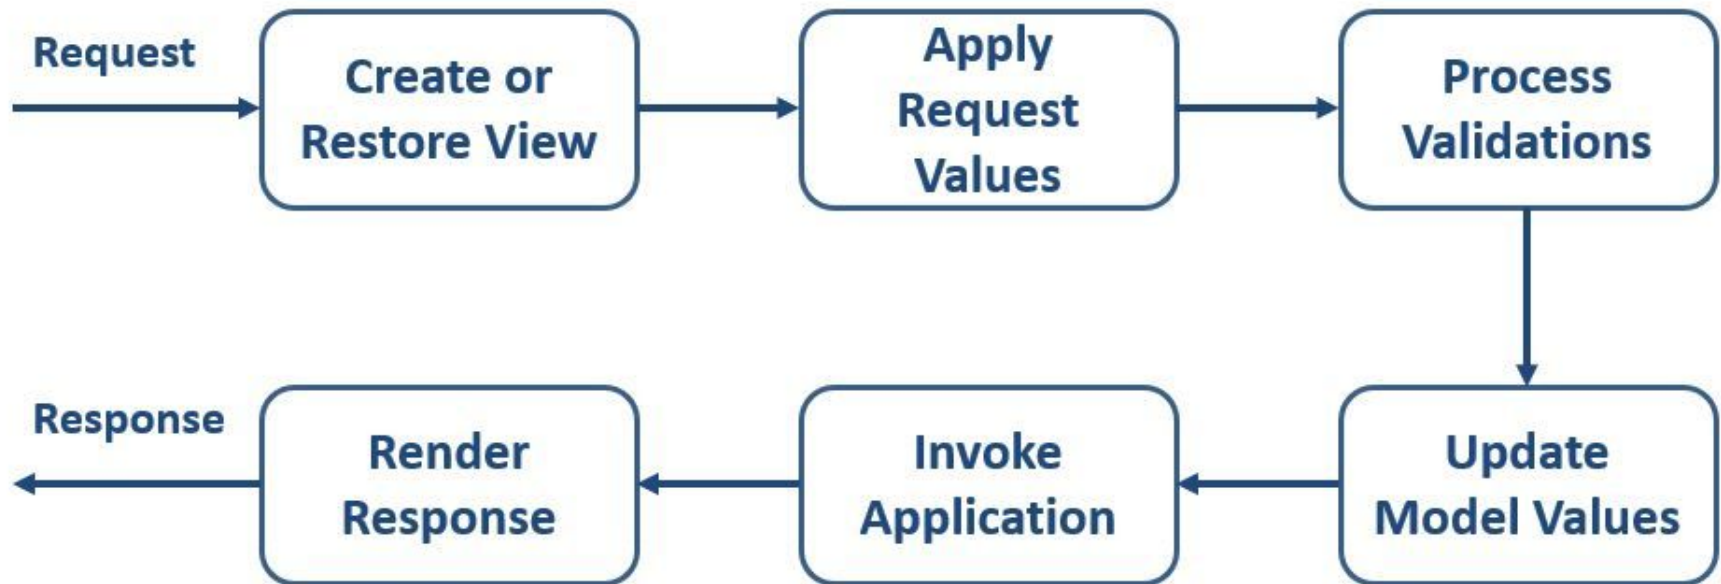 Request
Create or
Restore View
Apply
Request
Values
Process
Validations
Response
Render
Response
Invoke
Application
Update
Model Values